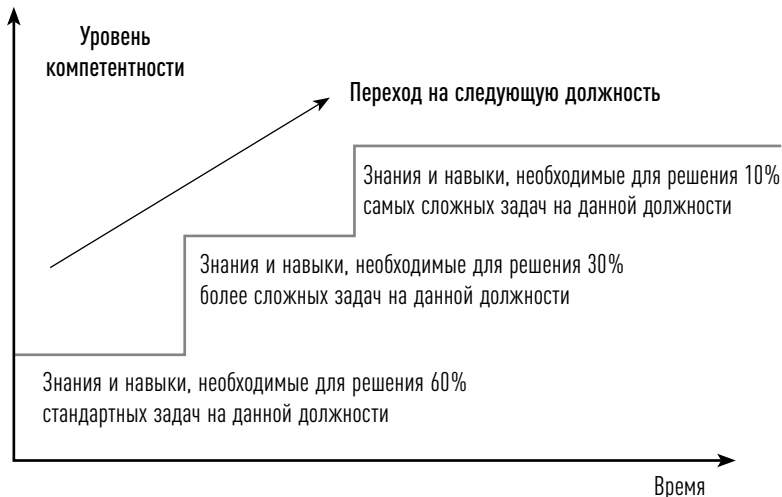 Уровень
компетентности
Переход на следующую должность
Знания и навыки, необходимые для решения 10%
самых сложных задач на данной должности
Знания и навыки, необходимые для решения 30%
более сложных задач на данной должности
Знания и навыки, необходимые для решения 60%
стандартных задач на данной должности
Время